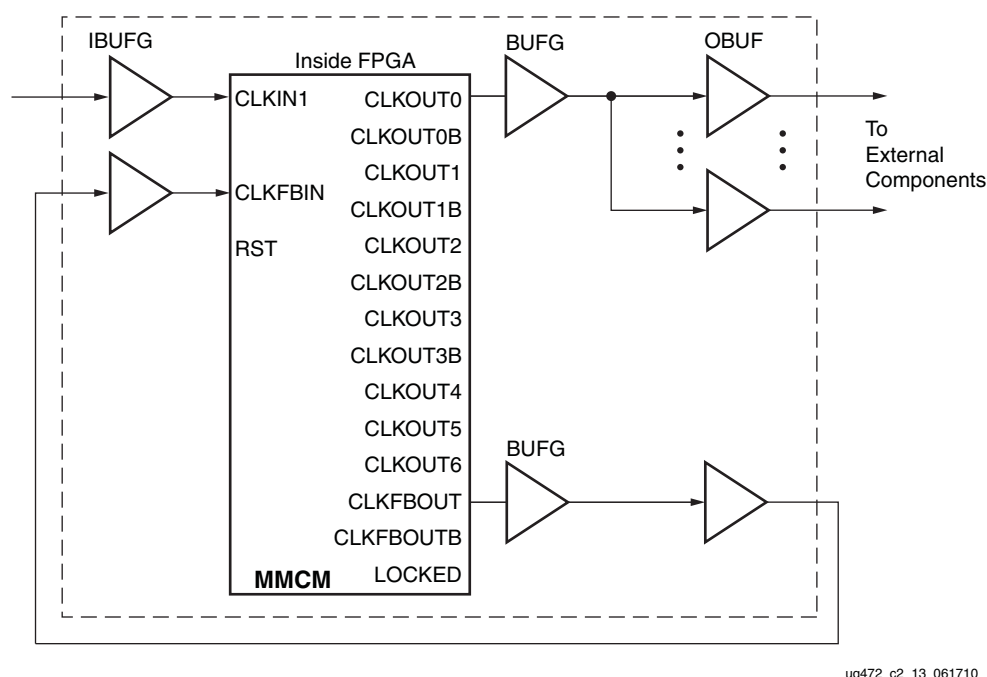 IBUFG
BUFG
OBUF
Inside FPGA
CLKIN1
CLKOUT0
CLKOUT0B
CLKOUT1
CLKFBIN
CLKOUT1B
RST
CLKOUT2
CLKOUT2B
CLKOUT3
CLKOUT3B
CLKOUT4
CLKOUT5
CLKOUT6
CLKFBOUT
CLKFBOUTB
LOCKED
MMCM
BUFG
To
External
Components
ug472_c2_13_061710